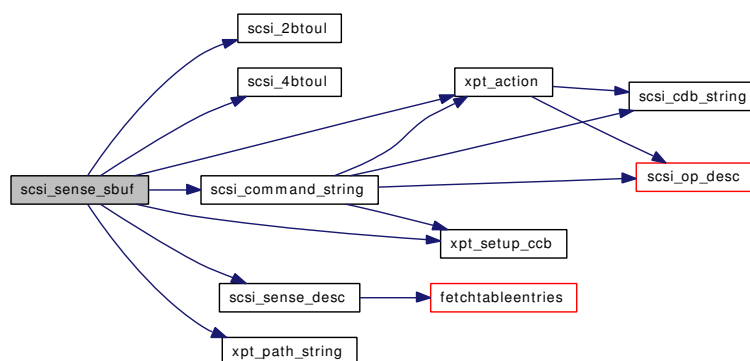 scsi_2btoul
scsi_4btoul
xpt_action
scsi_cdb_string
scsi_sense_sbuf
scsi_command_string
scsi_op_desc
xpt_setup_ccb
scsi_sense_desc
fetchtableentries
xpt_path_string